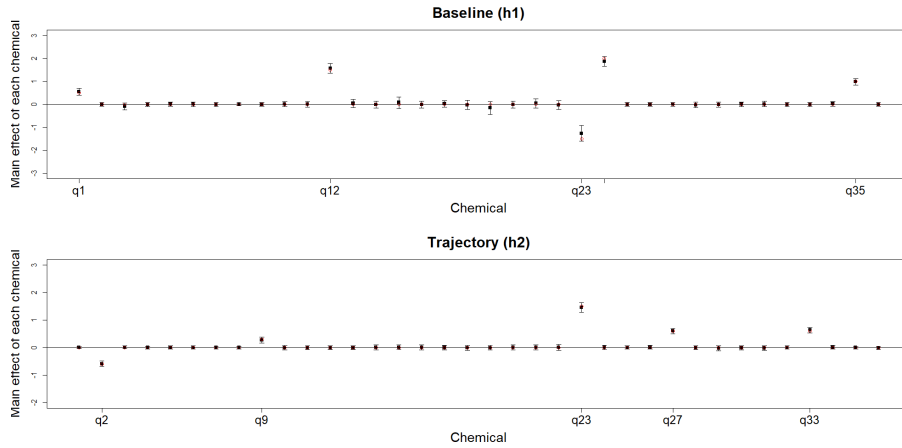 Baseline (h1)
Main effect of each chemical
3
2
1
0
-1
-2
-3
q1 q12 q23 q35
Chemical
Trajectory (h2)
Main effect of each chemical
3
2
1
0
-1
-2
q2 q9 q23 q27 q33
Chemical